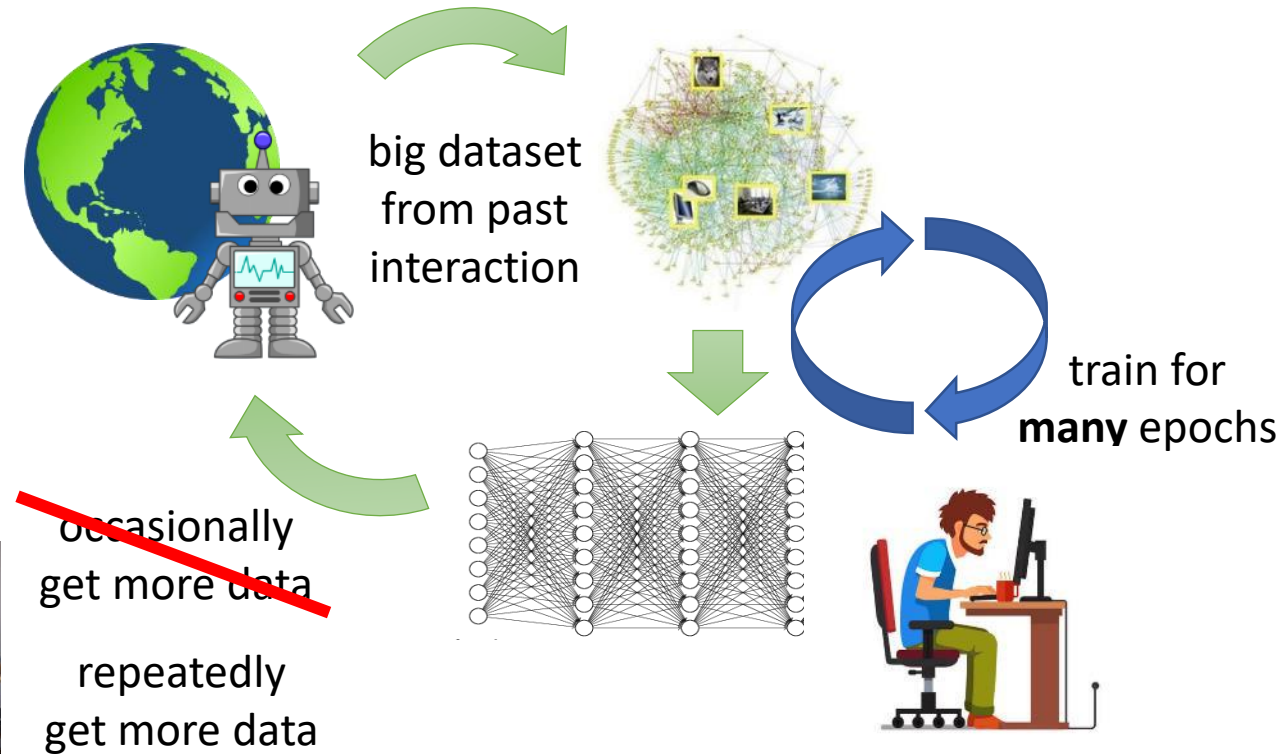 big dataset
from past
interaction
train for
many epochs
occasionally
get more data
repeatedly
get more data